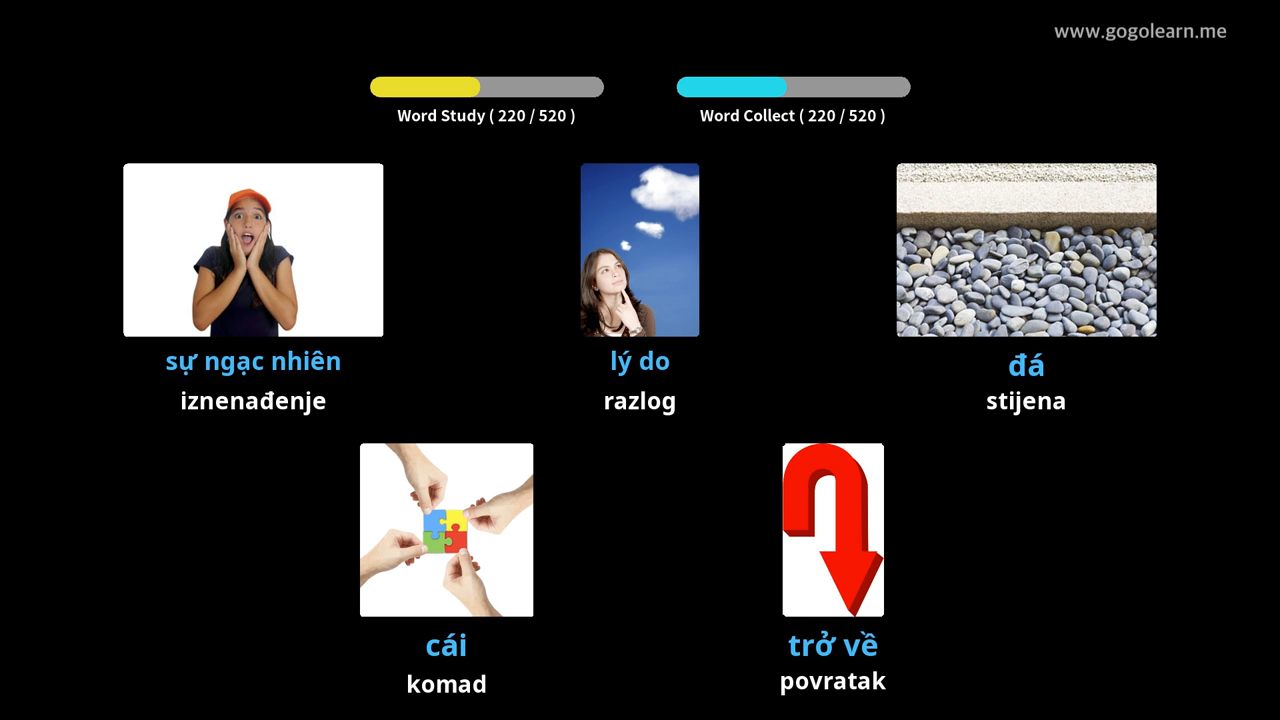 www.gogolearn.me
Word Study ( 220 / 520 )
Word Collect ( 220 / 520 )
sự ngạc nhiên
iznenađenje
lý do
razlog
đá
stijena
cái
komad
trở về
povratak